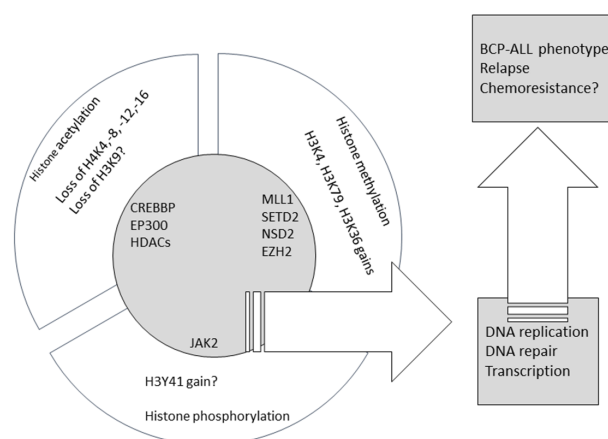 Histone acetylation
Loss of H4K4,-8, -12,-16
Loss of H3K9?
CREBBP
EP300
HDACs
MLL1
SETD2
NSD2
EZH2
Histone methylation
H3K4, H3K79, H3K36 gains
JAK2
H3Y41 gain?
Histone phosphorylation
BCP-ALL phenotype
Relapse
Chemoresistance?
DNA replication
DNA repair
Transcription